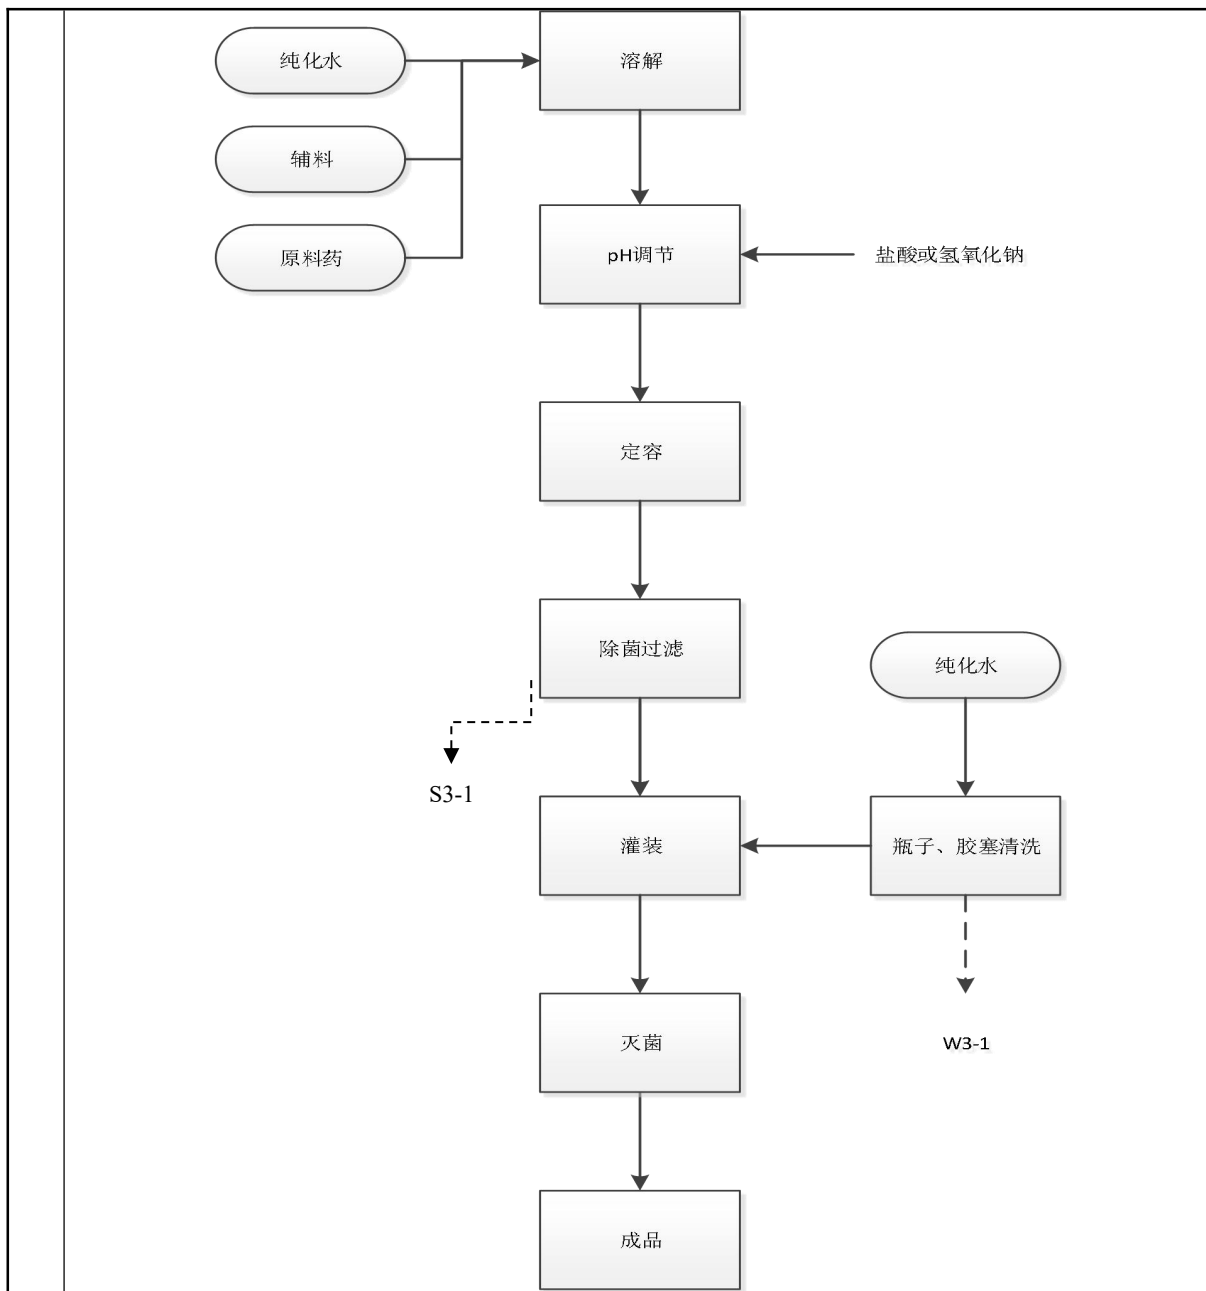 纯化水
溶解
辅料
原料药
pH调节
盐酸或氢氧化钠
定容
除菌过滤
纯化水
S3-1
灌装
瓶子、胶塞清洗
灭菌
W3-1
成品